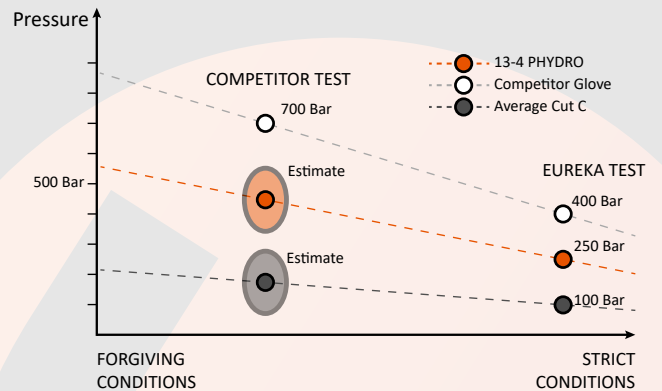 Pressure
13-4 PHYDRO
Competitor Glove
Average Cut C
COMPETITOR TEST
700 Bar
Estimate
EUREKA TEST
500 Bar
400 Bar
250 Bar
Estimate
100 Bar
FORGIVING
CONDITIONS
STRICT
CONDITIONS